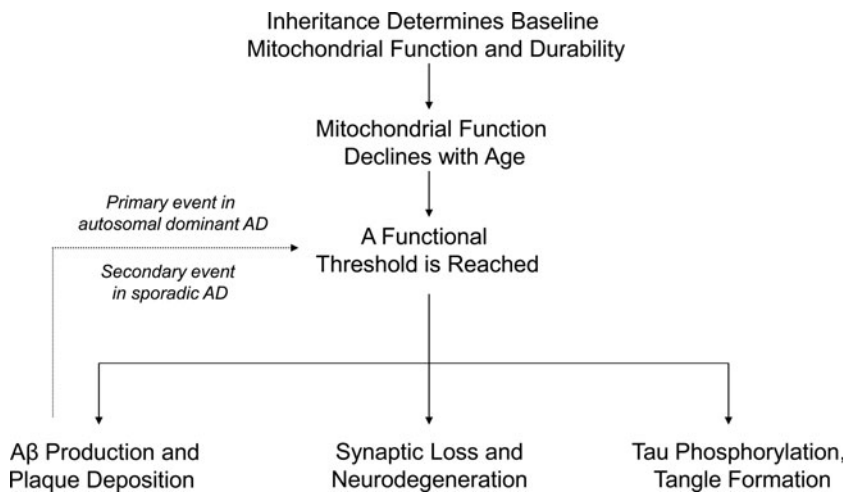 Inheritance Determines Baseline
Mitochondrial Function and Durability
Mitochondrial Function
Declines with Age
Primary event in
autosomal dominant AD
A Functional
Threshold is Reached
Secondary event
in sporadic AD
Aβ Production and
Plaque Deposition
Synaptic Loss and
Neurodegeneration
Tau Phosphorylation,
Tangle Formation